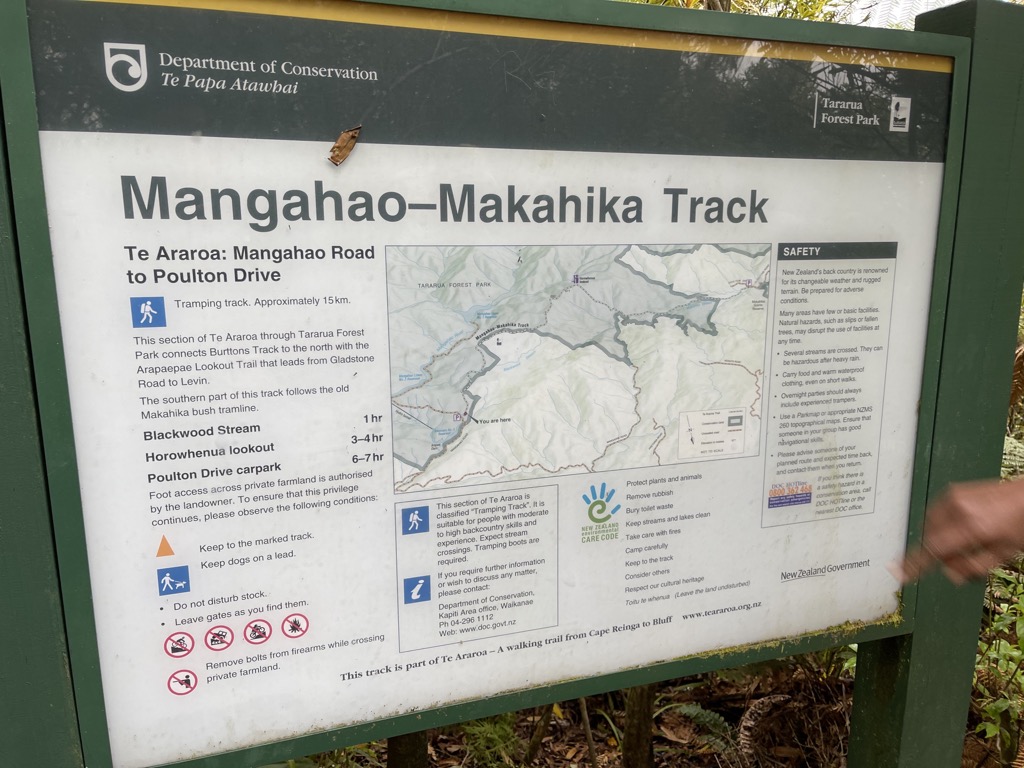 Department of Conservation
Te Papa Atawhai
Tararua
Forest Park
Mangahao–Makahika Track
Te Araroa: Mangahao Road
to Poulton Drive
Tramping track. Approximately 15km.
This section of Te Araroa through Tararua Forest
Park connects Burttons Track to the north with the
Arapaepae Lookout Trail that leads from Gladstone
Road to Levin.
The southern part of this track follows the old
Makahika bush tramline.
Blackwood Stream 1 hr
Horowhenua lookout 3–4 hr
Poulton Drive carpark 6–7 hr
Foot access across private farmland is authorised
by the landowner. To ensure that this privilege
continues, please observe the following conditions:
Keep to the marked track.
Keep dogs on a lead.
• Do not disturb stock.
• Leave gates as you find them.
Remove bolts from firearms while crossing
private farmland.
TARARUA FOREST PARK
Mangahao–Makahika Track
You are here
This section of Te Araroa is
classified "Tramping Track". It is
suitable for people with moderate
to high backcountry skills and
experience. Expect stream
crossings. Tramping boots are
required.
If you require further information
or wish to discuss any matter,
please contact:
Department of Conservation,
Kapiti Area office, Waikanae
Ph 04-296 1112
Web: www.doc.govt.nz
NEW ZEALAND
environmental
CARE CODE
Protect plants and animals
Remove rubbish
Bury toilet waste
Keep streams and lakes clean
Take care with fires
Camp carefully
Keep to the track
Consider others
Respect our cultural heritage
Toitu te whenua (Leave the land undisturbed)
SAFETY
New Zealand's back country is renowned
for its changeable weather and rugged
terrain. Be prepared for adverse
conditions.
Many areas have few or basic facilities.
Natural hazards, such as slips or fallen
trees, may disrupt the use of facilities at
any time.
• Several streams are crossed. They can
be hazardous after heavy rain.
• Carry food and warm waterproof
clothing, even on short walks.
• Overnight parties should always
include experienced trampers.
• Use a Parkmap or appropriate NZMS
260 topographical maps. Ensure that
someone in your group has good
navigational skills.
• Please advise someone of your
planned route and expected time back,
and contact them when you return.
DOC HOTline
0800 362 468
If you think there is
a safety hazard in a
conservation area, call
DOC HOTline or the
nearest DOC office.
New Zealand Government
This track is part of Te Araroa – A walking trail from Cape Reinga to Bluff www.teararoa.org.nz